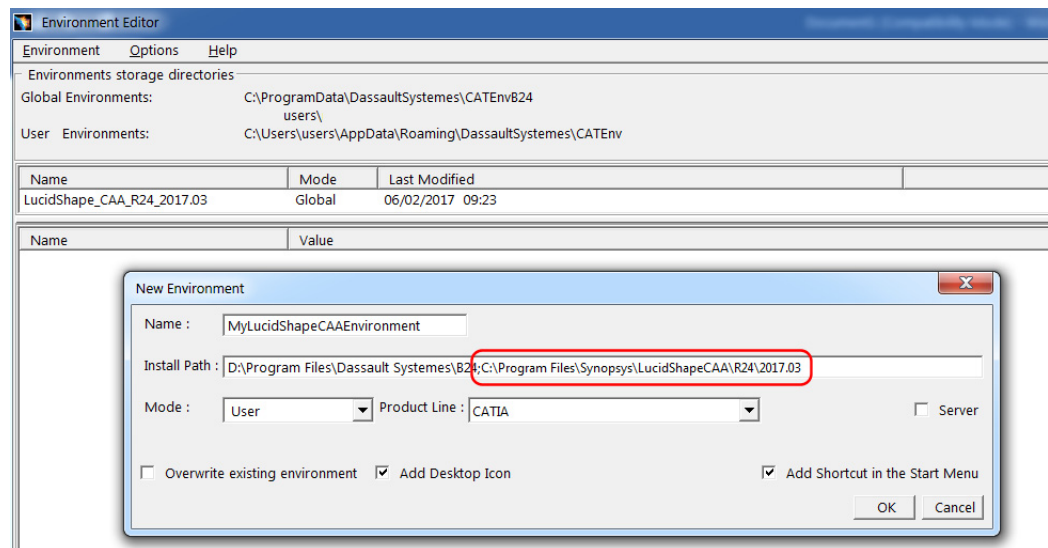 Environment Editor
Environment Options Help
Environments storage directories
Global Environments: C:\ProgramData\DassaultSystemes\CATEnvB24
users\
User Environments: C:\Users\users\AppData\Roaming\DassaultSystemes\CATEnv
Name Mode Last Modified
LucidShape_CAA_R24_2017.03 Global 06/02/2017 09:23
Name Value
New Environment
Name : MyLucidShapeCAAEnvironment
Install Path : D:\Program Files\Dassault Systemes\B24;C:\Program Files\Synopsys\LucidShapeCAA\R24\2017.03
Mode : User Product Line : CATIA Server
Overwrite existing environment Add Desktop Icon Add Shortcut in the Start Menu
OK Cancel